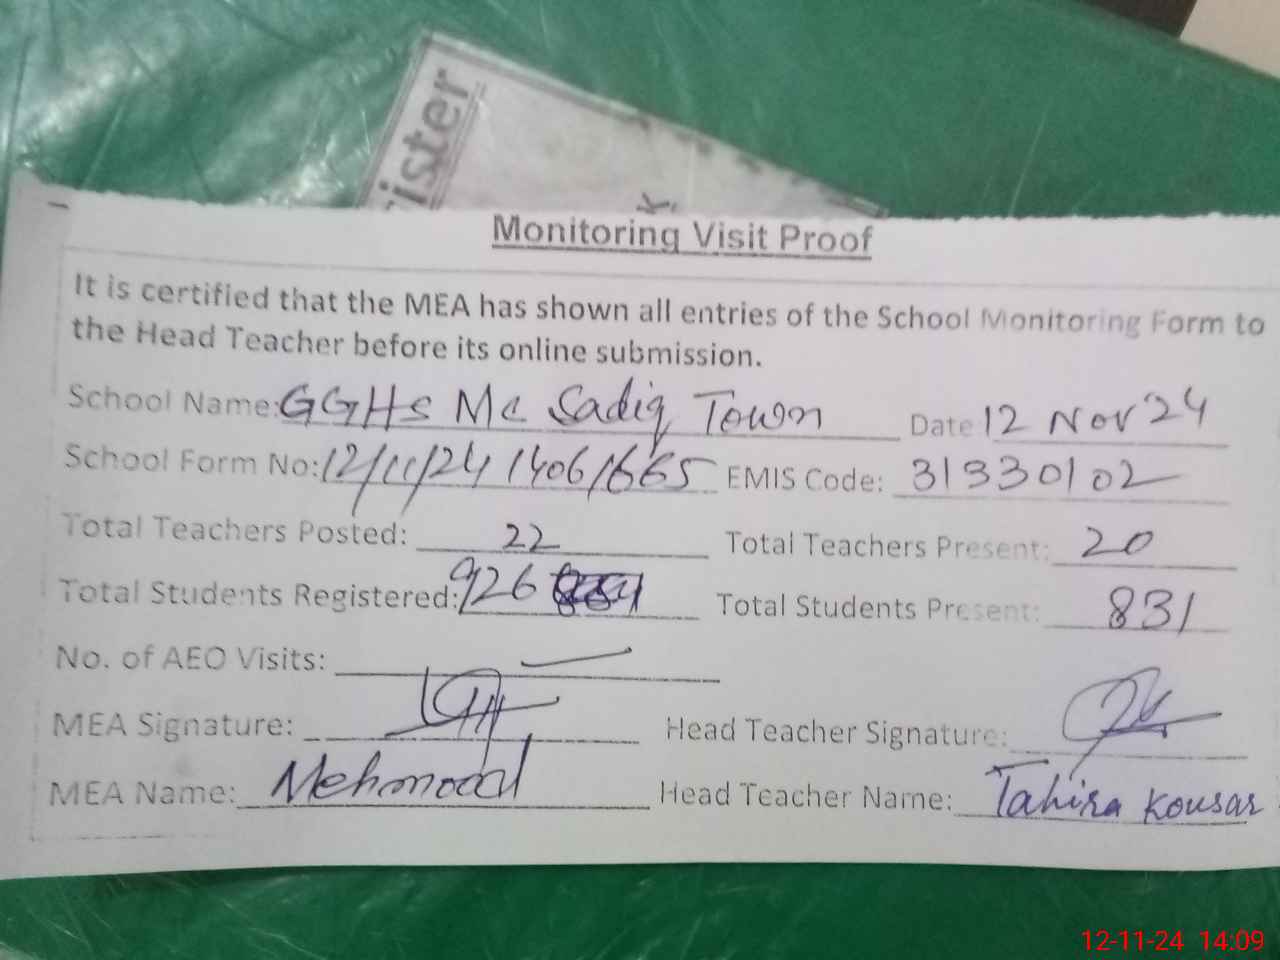 ister
Monitoring Visit Proof
It is certified that the MEA has shown all entries of the School Monitoring Form to
the Head Teacher before its online submission.
School Name: GGHS MC Sadiq Town Date 12 Nov 24
School Form No: 12/11/24 14061665 EMIS Code: 31330102
Total Teachers Posted: 22 Total Teachers Present: 20
Total Students Registered: 926 Total Students Present: 831
No. of AEO Visits: —
MEA Signature: Head Teacher Signature:
MEA Name: Mehmood Head Teacher Name: Tahira Kousar
12-11-24 14:09